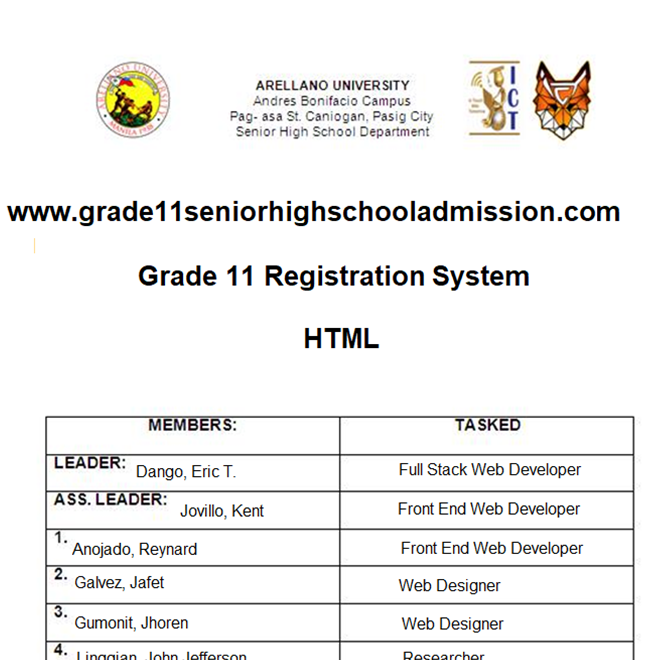 ARELLANO UNIVERSITY
Andres Bonifacio Campus
Pag- asa St. Caniogan, Pasig City
Senior High School Department
ICT
www.grade11seniorhighschooladmission.com
Grade 11 Registration System
HTML
MEMBERS: TASKED
LEADER: Dango, Eric T. Full Stack Web Developer
ASS. LEADER: Jovillo, Kent Front End Web Developer
1. Anojado, Reynard Front End Web Developer
2. Galvez, Jafet Web Designer
3. Gumonit, Jhoren Web Designer
4. John Jefferson Researcher